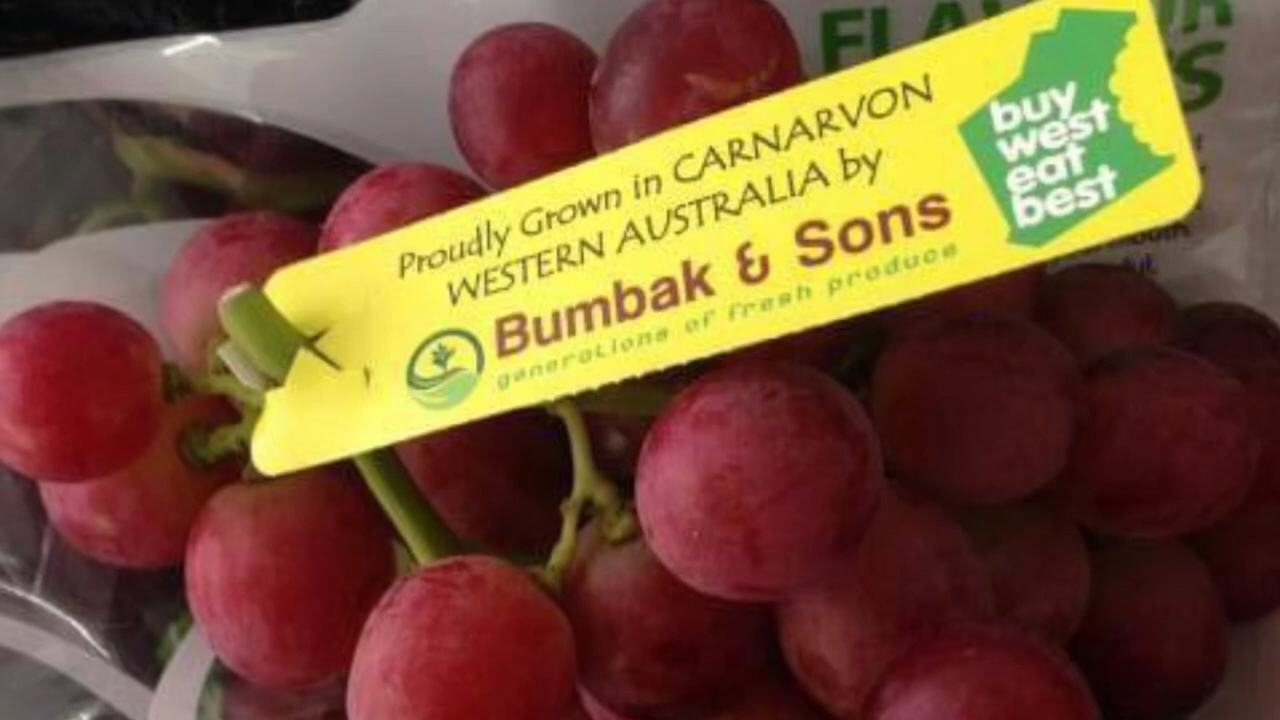 Proudly Grown in CARNARVON
WESTERN AUSTRALIA by
Bumbak & Sons
generations of fresh produce
buy
west
eat
best